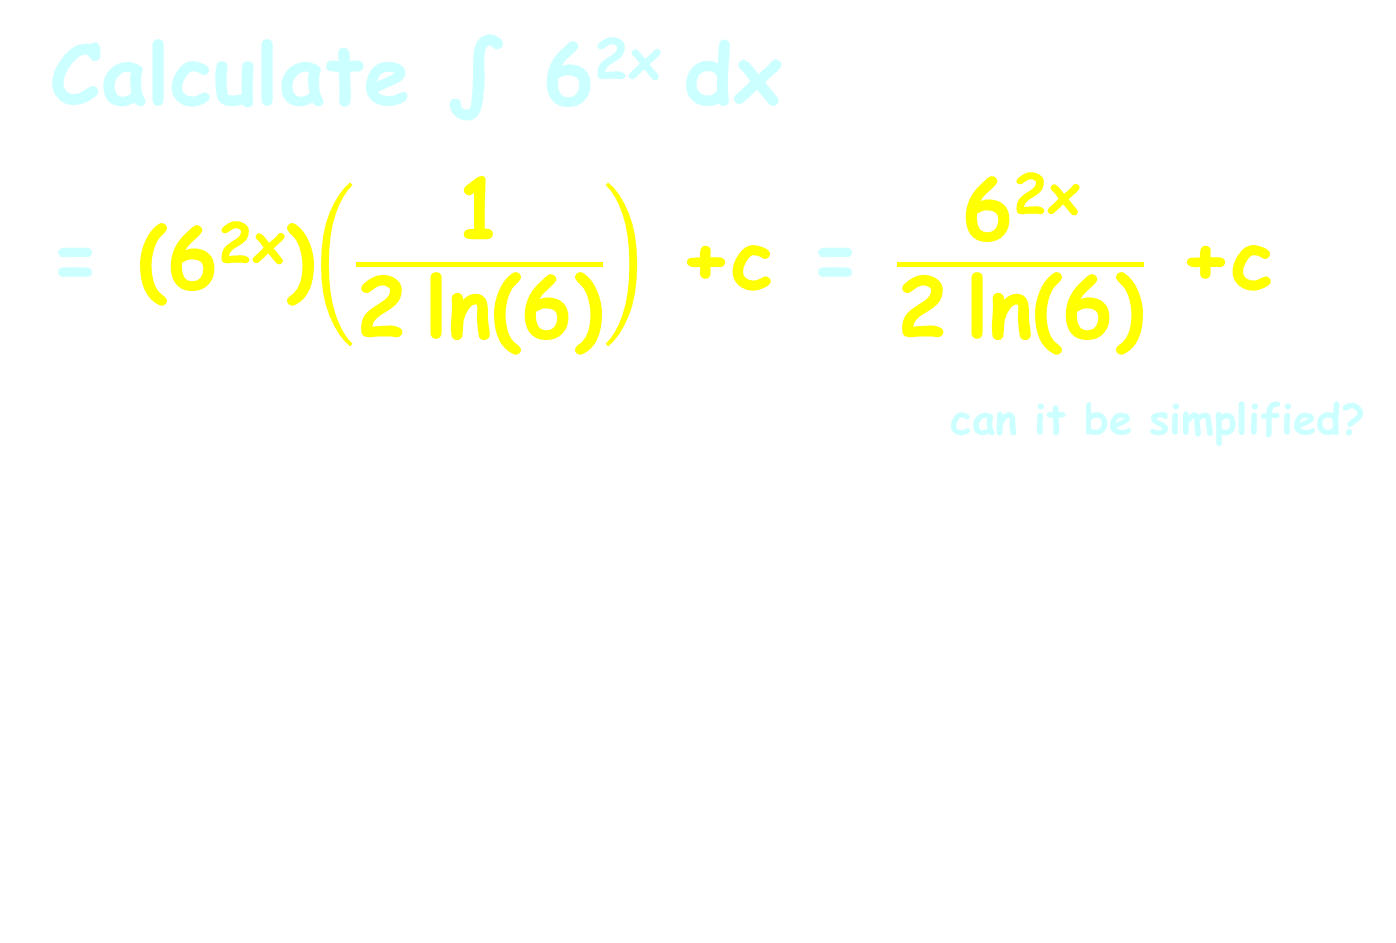 Calculate ∫ 6^{2x} dx
= (6^{2x})(1/(2 ln(6))) +c = 6^{2x}/(2 ln(6)) +c
can it be simplified?